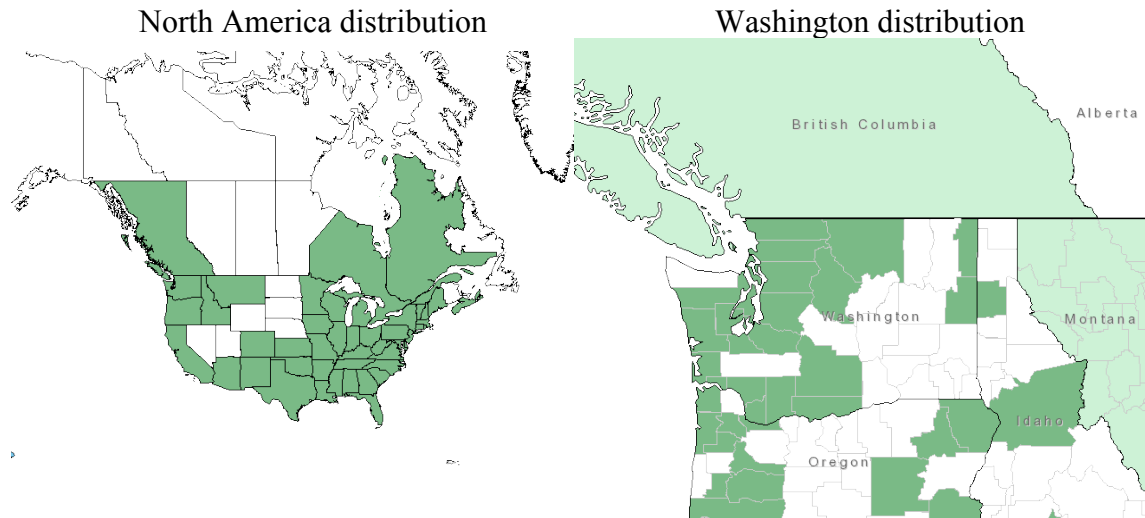 North America distribution
Washington distribution
Alberta
British Columbia
Washington
Montana
Idaho
Oregon